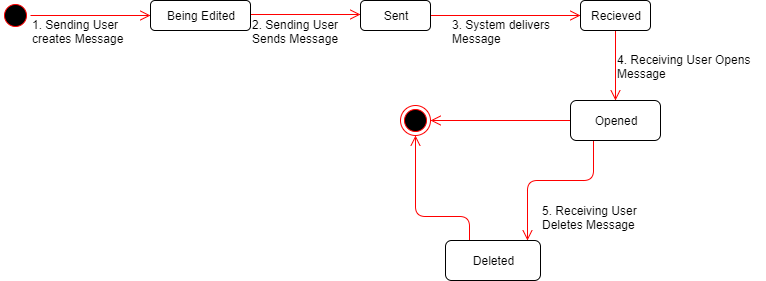 Being Edited
Sent
Recieved
1. Sending User
creates Message
2. Sending User
Sends Message
3. System delivers
Message
4. Receiving User Opens
Message
Opened
5. Receiving User
Deletes Message
Deleted